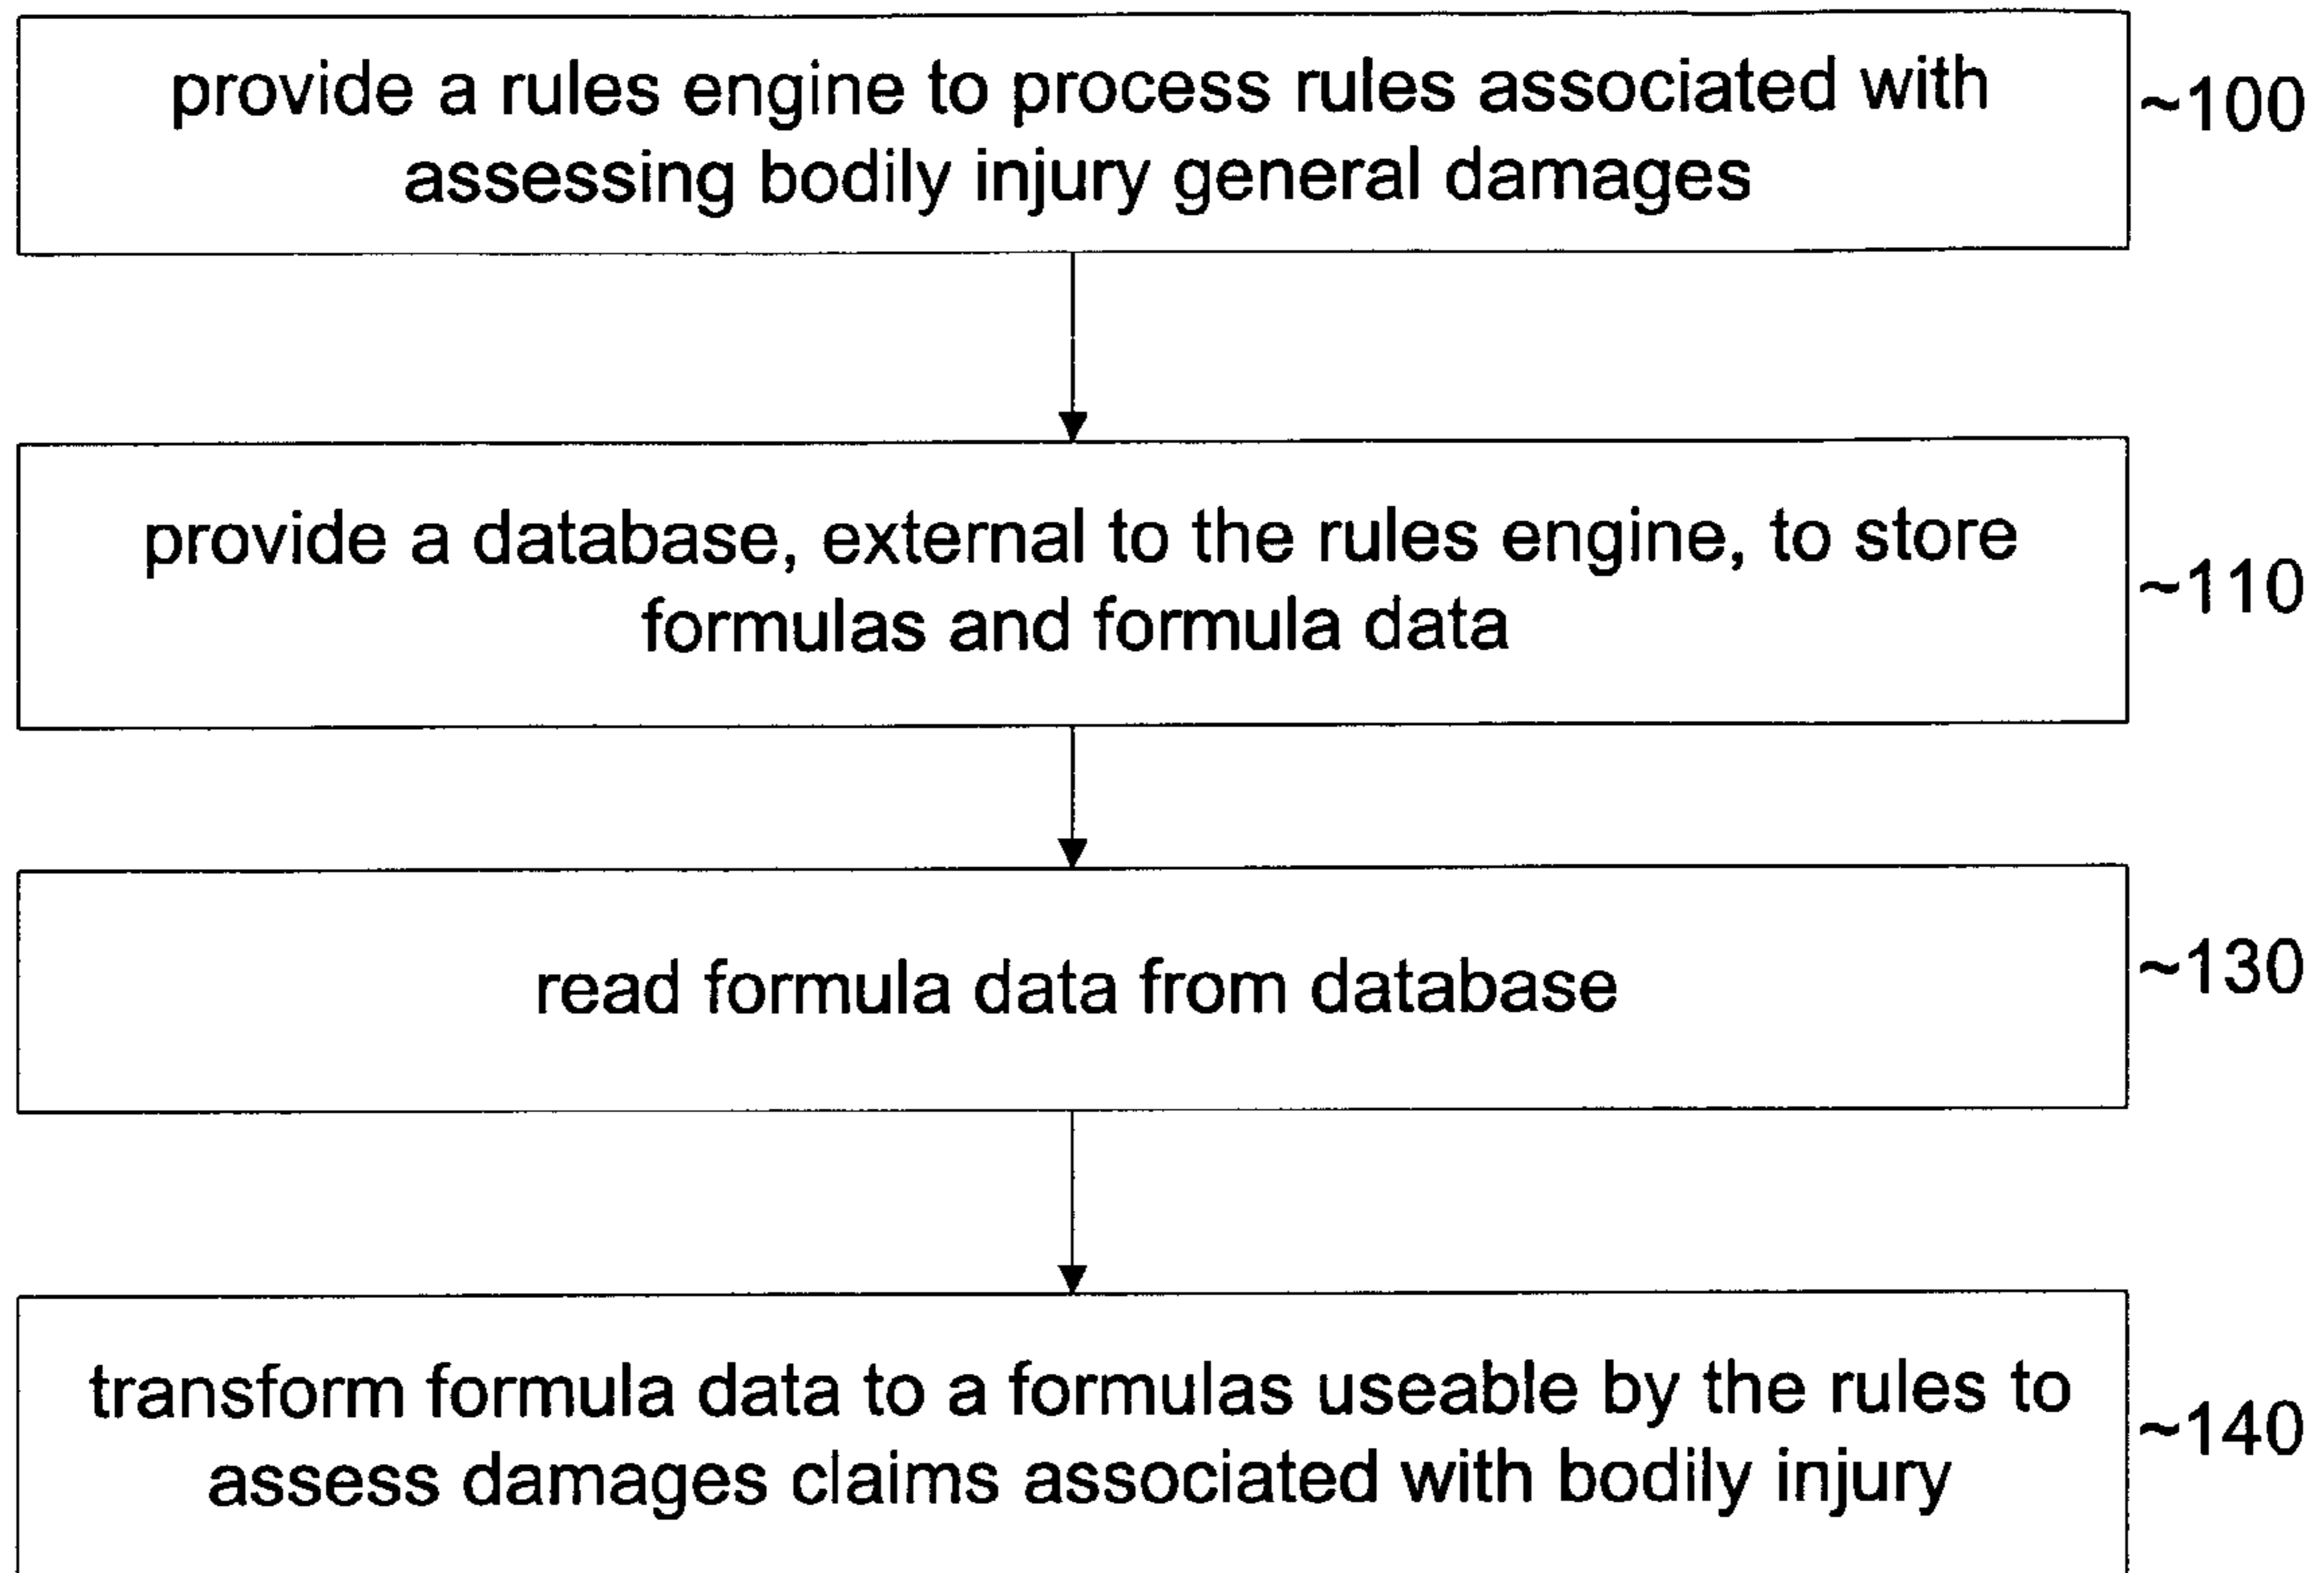 provide a rules engine to process rules associated with
assessing bodily injury general damages
~100
provide a database, external to the rules engine, to store
formulas and formula data
~110
read formula data from database
~130
transform formula data to a formulas useable by the rules to
assess damages claims associated with bodily injury
~140